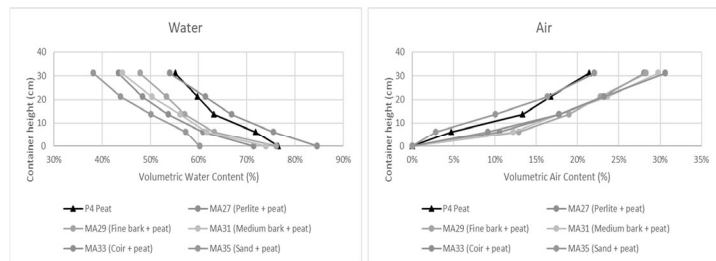 Water
Container height (cm)
40
30
20
10
0
30% 40% 50% 60% 70% 80% 90%
Volumetric Water Content (%)
P4 Peat MA27 (Perlite + peat)
MA29 (Fine bark + peat) MA31 (Medium bark + peat)
MA33 (Coir + peat) MA35 (Sand + peat)
Air
Container height (cm)
40
30
20
10
0
0% 5% 10% 15% 20% 25% 30% 35%
Volumetric Air Content (%)
P4 Peat MA27 (Perlite + peat)
MA29 (Fine bark + peat) MA31 (Medium bark + peat)
MA33 (Coir + peat) MA35 (Sand + peat)